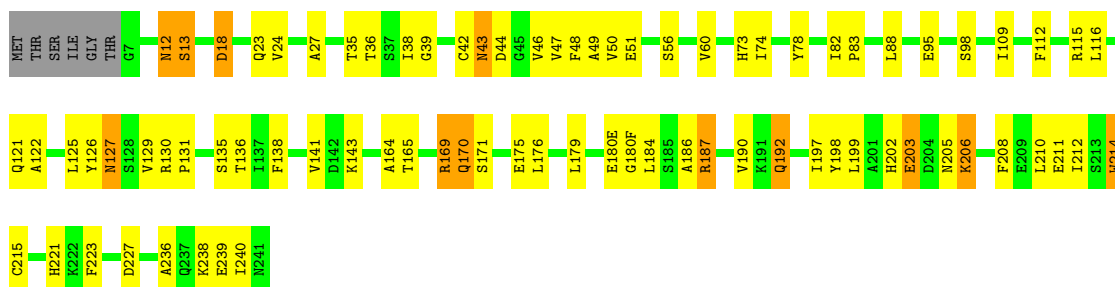 MET THR SER ILE GLY THR G7 N12 S13 D18 Q23 V24 A27 T35 T36 S37 I38 G39 C42 N43 D44 G45 V46 V47 F48 A49 V50 E51 S56 V60 H73 I74 Y78 I82 P83 L88 E95 S98 I109 F112 R115 L116
Q121 A122 L125 Y126 N127 S128 V129 R130 P131 S135 T136 I137 F138 V141 D142 K143 A164 T165 R169 Q170 S171 E175 L176 L179 E180E G180F L184 S185 A186 R187 V190 K191 Q192 I197 Y198 L199 A201 H202 E203 D204 N205 K206 F208 E209 L210 E211 I212 S213 W214
C215 H221 K222 F223 D227 A236 Q237 K238 E239 I240 N241